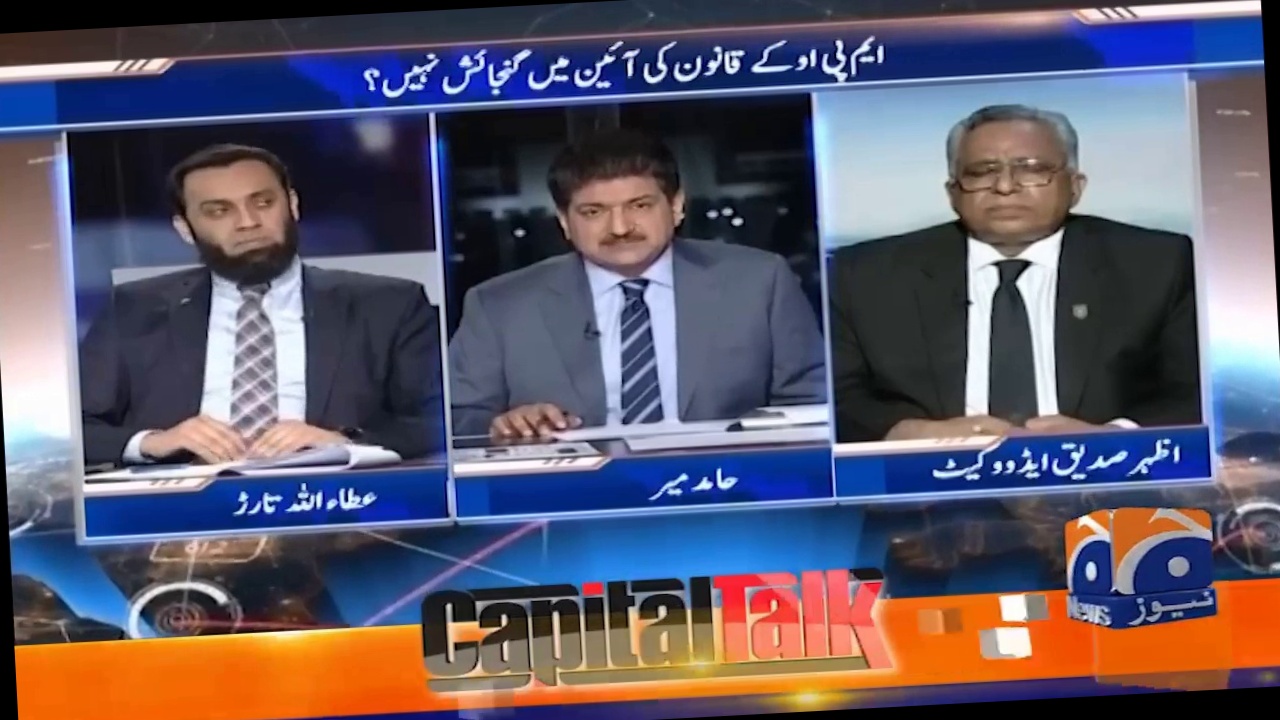 ایم پی او کے قانون کی آئین میں گنجائش نہیں؟
اظہر صدیق ایڈووکیٹ
حامد میر
عطاء اللہ تارڑ
Capital Talk
جیو
News نیوز